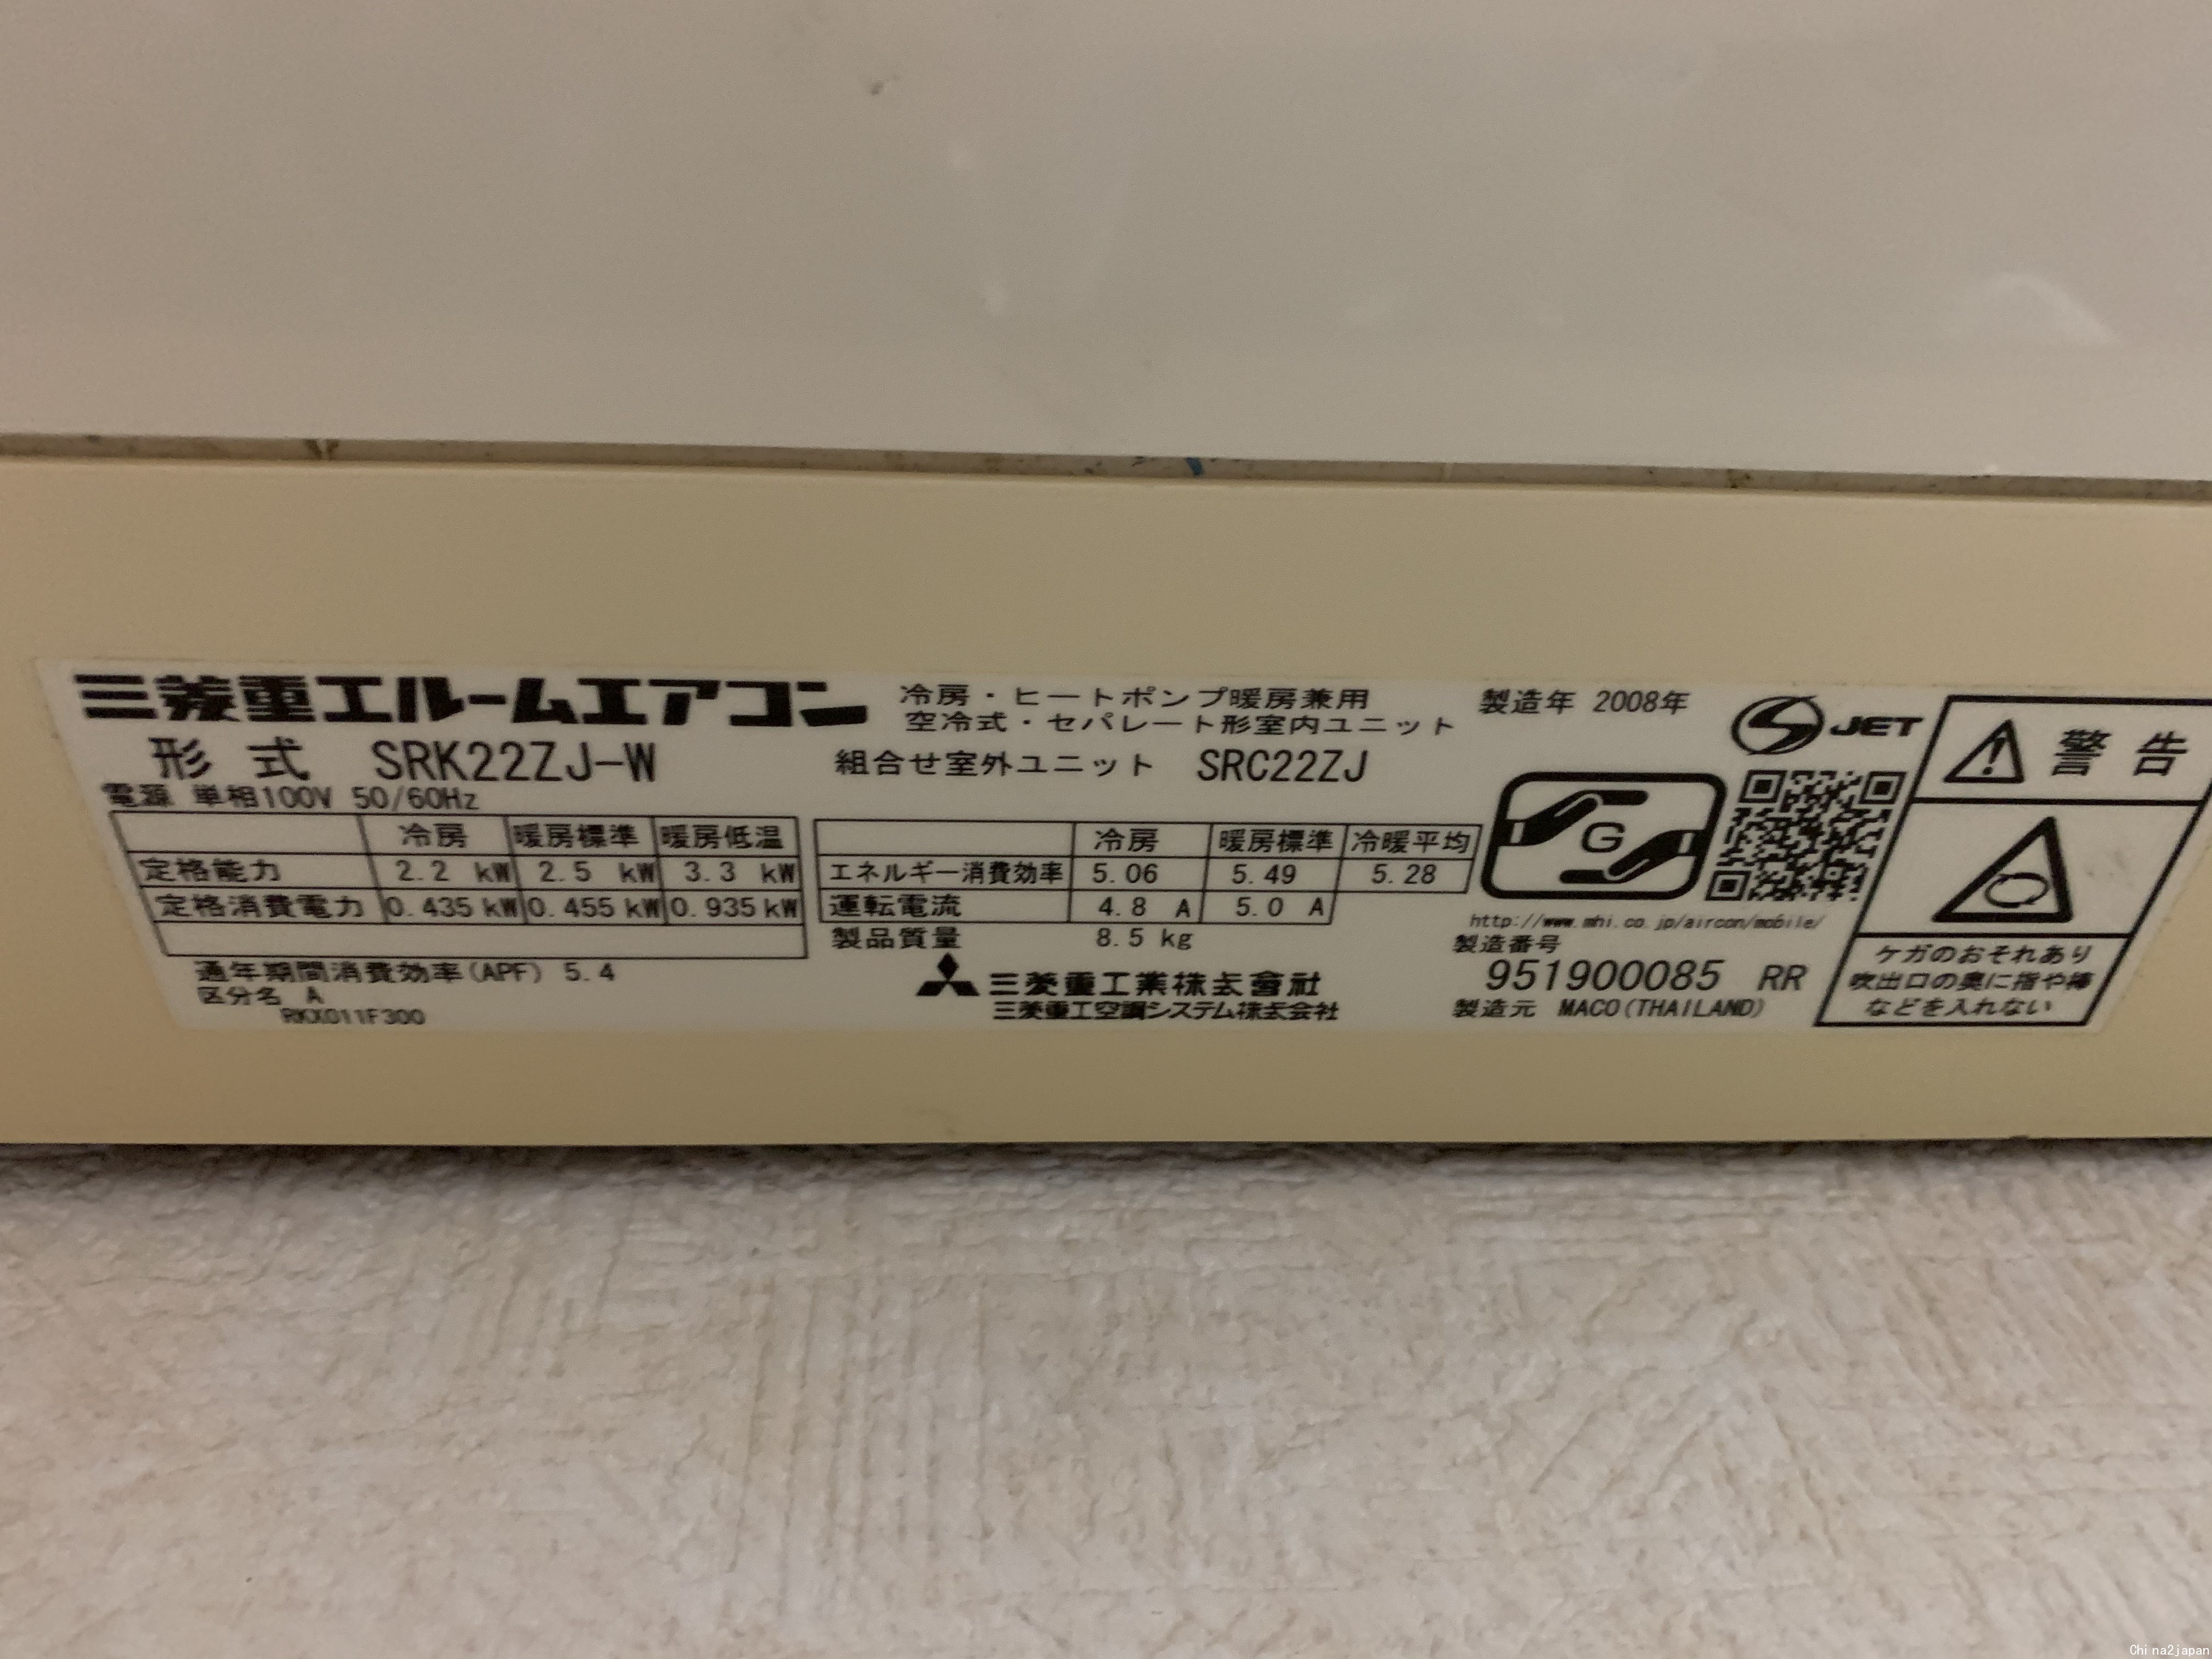 三菱重工ルームエアコン
冷房・ヒートポンプ暖房兼用
空冷式・セパレート形室内ユニット
製造年 2008年
形式 SRK22ZJ-W
組合せ室外ユニット SRC22ZJ
電源 単相100V 50/60Hz
冷房 暖房標準 暖房低温
定格能力 2.2 kW 2.5 kW 3.3 kW
定格消費電力 0.435 kW 0.455 kW 0.935 kW
通年期間消費効率(APF) 5.4
区分名 A
RKX011F300
冷房 暖房標準 冷暖平均
エネルギー消費効率 5.06 5.49 5.28
運転電流 4.8 A 5.0 A
製品質量 8.5 kg
三菱重工業株式會社
三菱重工空調システム株式会社
JET
G
http://www.mhi.co.jp/aircon/mobile/
製造番号
951900085 RR
製造元 MACO(THAILAND)
警告
ケガのおそれあり
吹出口の奥に指や棒
などを入れない
China2japan